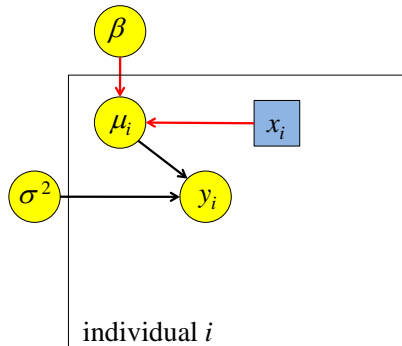 β
μᵢ
xᵢ
σ²
yᵢ
individual i